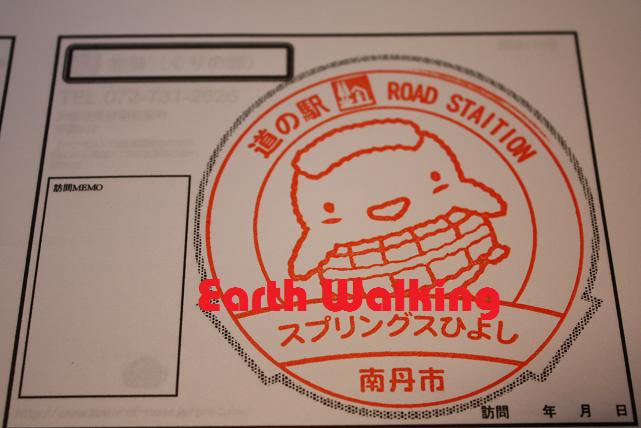 道の駅 ROAD STAITION
訪問MEMO
Earth Walking
スプリングスひよし
南丹市
訪問 年 月 日